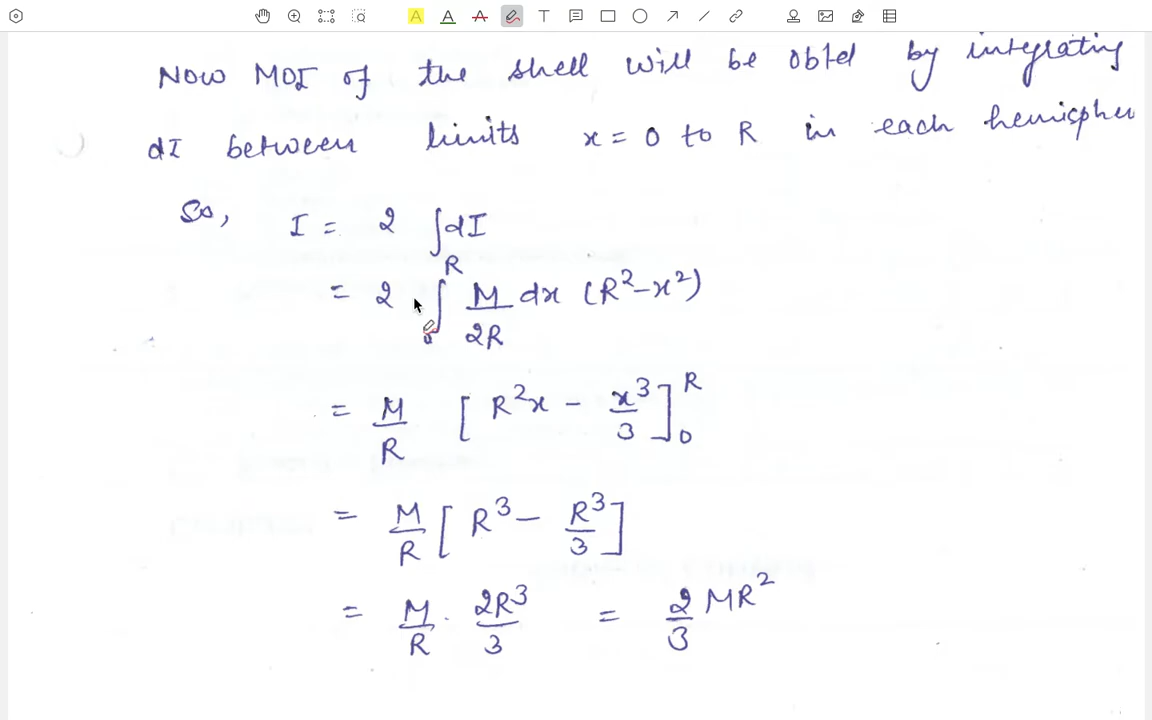 Now MOI of the shell will be obtd by integrating
dI between limits x = 0 to R in each hemispher
So, I = 2 ∫dI
= 2 ∫₀ᴿ M/2R dx (R²-x²)
= M/R [R²x - x³/3]₀ᴿ
= M/R [R³ - R³/3]
= M/R . 2R³/3 = 2/3 MR²